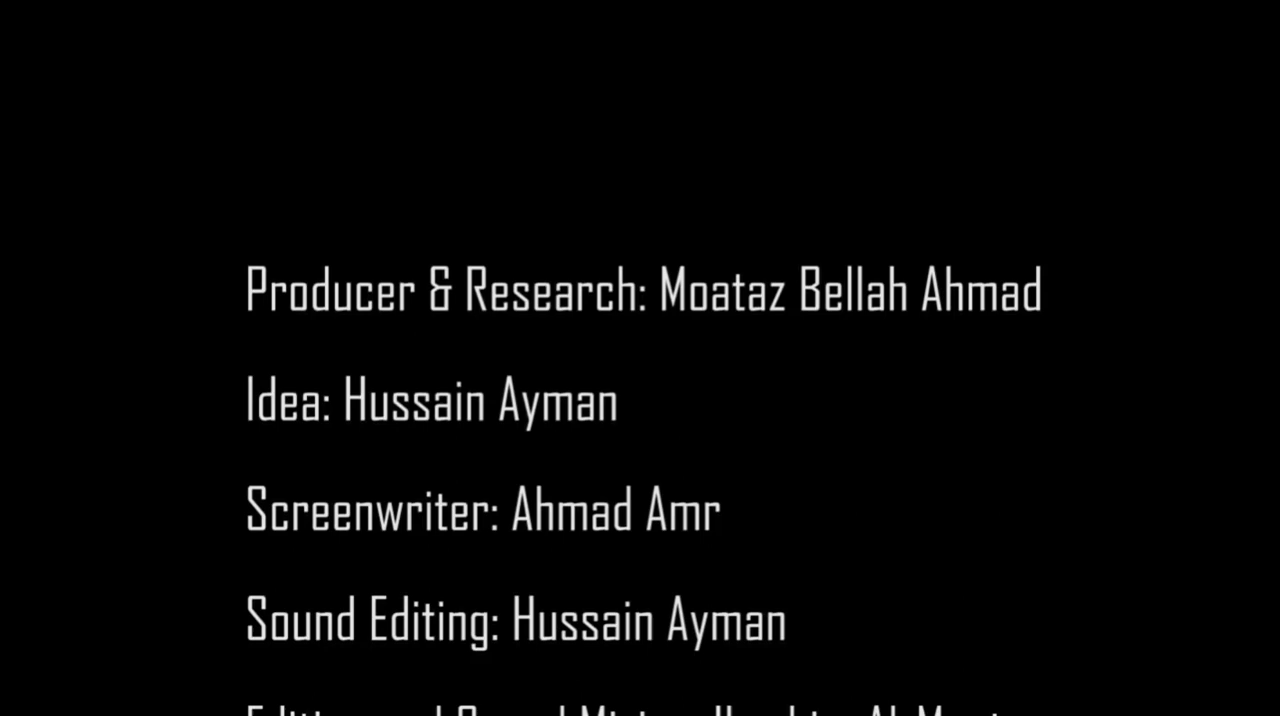 Producer & Research: Moataz Bellah Ahmad
Idea: Hussain Ayman
Screenwriter: Ahmad Amr
Sound Editing: Hussain Ayman